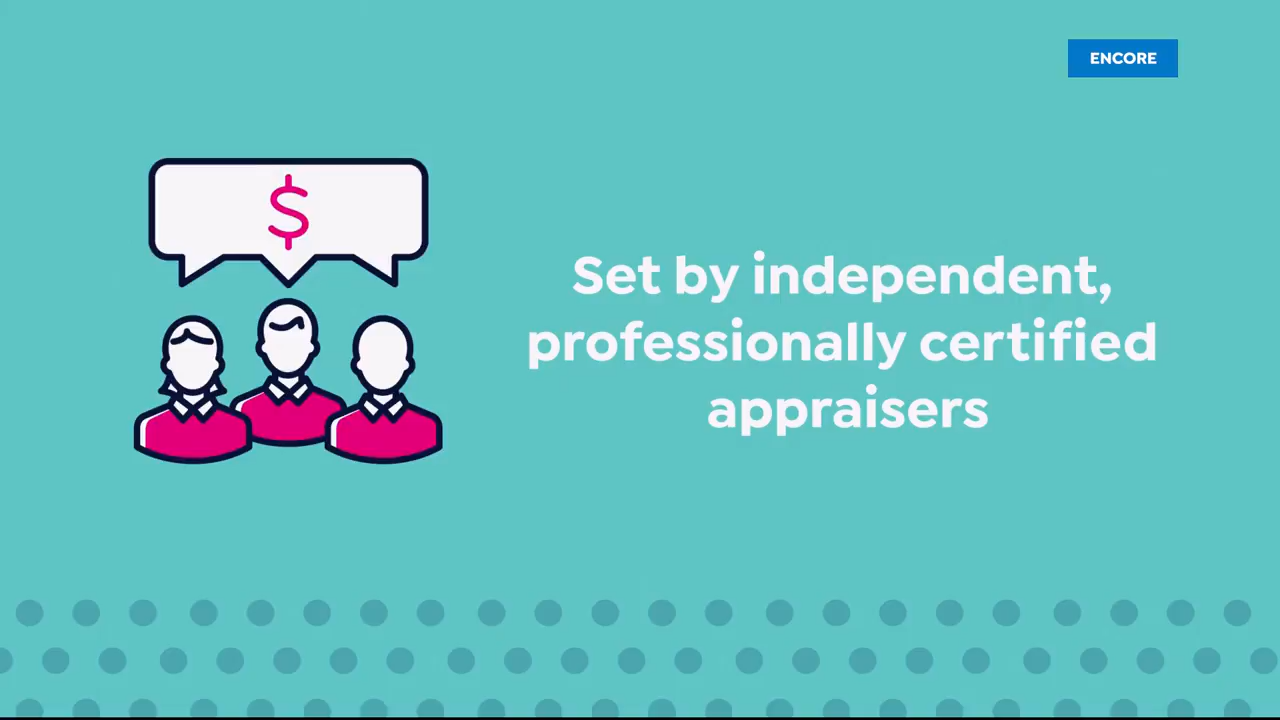 ENCORE
$
Set by independent,
professionally certified
appraisers